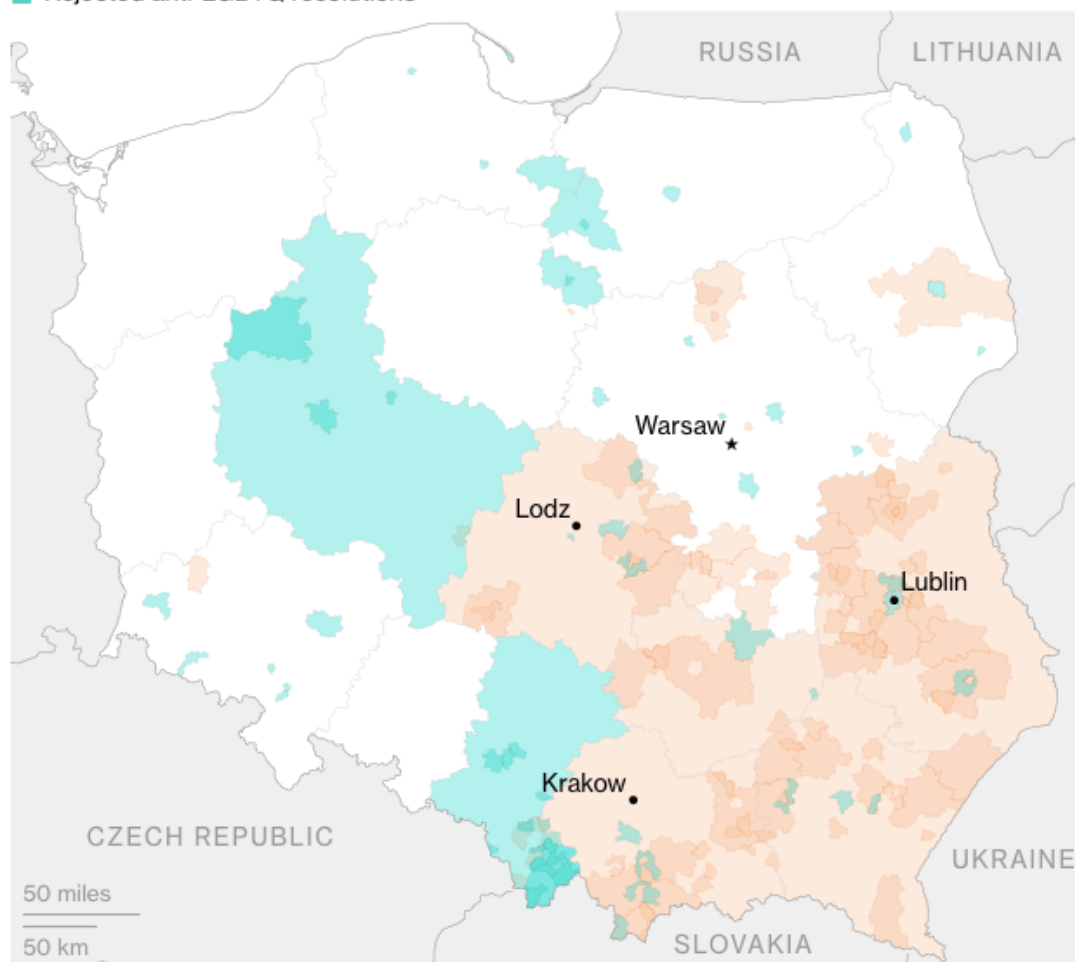 RUSSIA
LITHUANIA
Warsaw
Lodz
Lublin
Krakow
CZECH REPUBLIC
UKRAINE
50 miles
50 km
SLOVAKIA